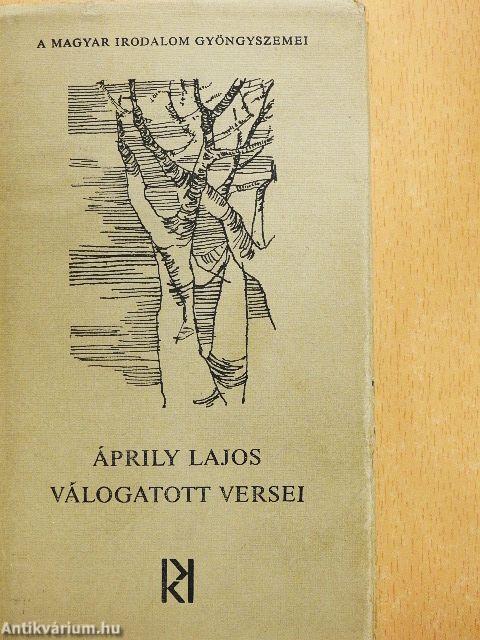 A MAGYAR IRODALOM GYÖNGYSZEMEI
ÁPRILY LAJOS
VÁLOGATOTT VERSEI
Antikvárium.hu